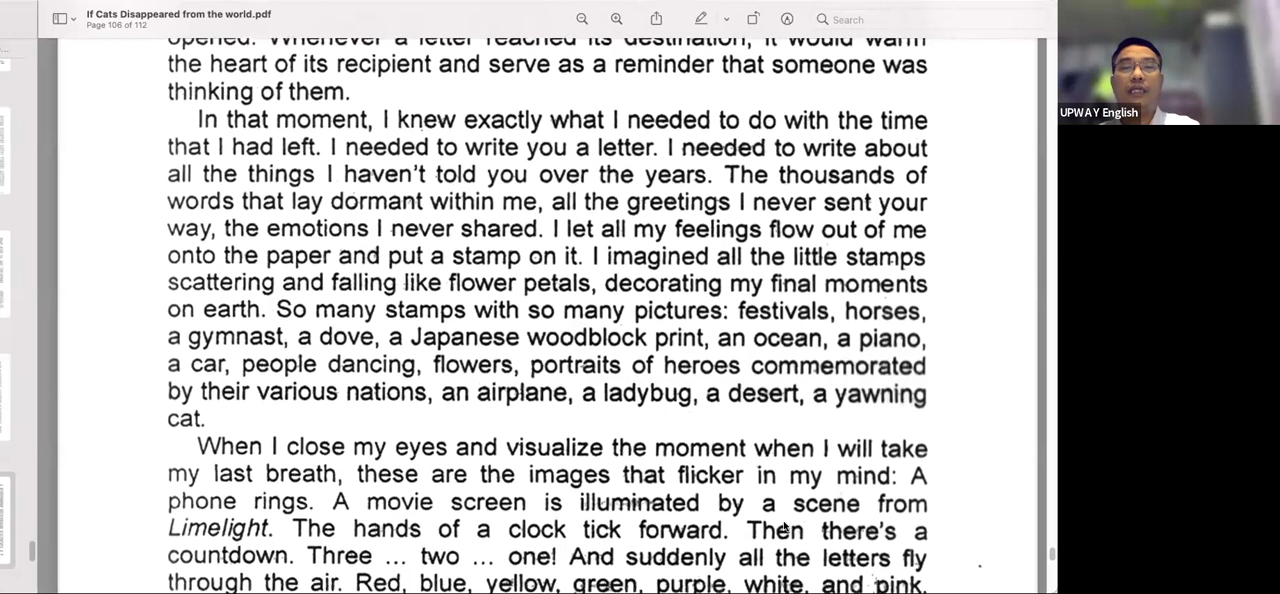 If Cats Disappeared from the world.pdf
Page 106 of 112
Search
UPWAY English
opened. Whenever a letter reached its destination, it would warm
the heart of its recipient and serve as a reminder that someone was
thinking of them.
In that moment, I knew exactly what I needed to do with the time
that I had left. I needed to write you a letter. I needed to write about
all the things I haven't told you over the years. The thousands of
words that lay dormant within me, all the greetings I never sent your
way, the emotions I never shared. I let all my feelings flow out of me
onto the paper and put a stamp on it. I imagined all the little stamps
scattering and falling like flower petals, decorating my final moments
on earth. So many stamps with so many pictures: festivals, horses,
a gymnast, a dove, a Japanese woodblock print, an ocean, a piano,
a car, people dancing, flowers, portraits of heroes commemorated
by their various nations, an airplane, a ladybug, a desert, a yawning
cat.
When I close my eyes and visualize the moment when I will take
my last breath, these are the images that flicker in my mind: A
phone rings. A movie screen is illuminated by a scene from
Limelight. The hands of a clock tick forward. Then there's a
countdown. Three ... two ... one! And suddenly all the letters fly
through the air. Red, blue, yellow, green, purple, white, and pink,